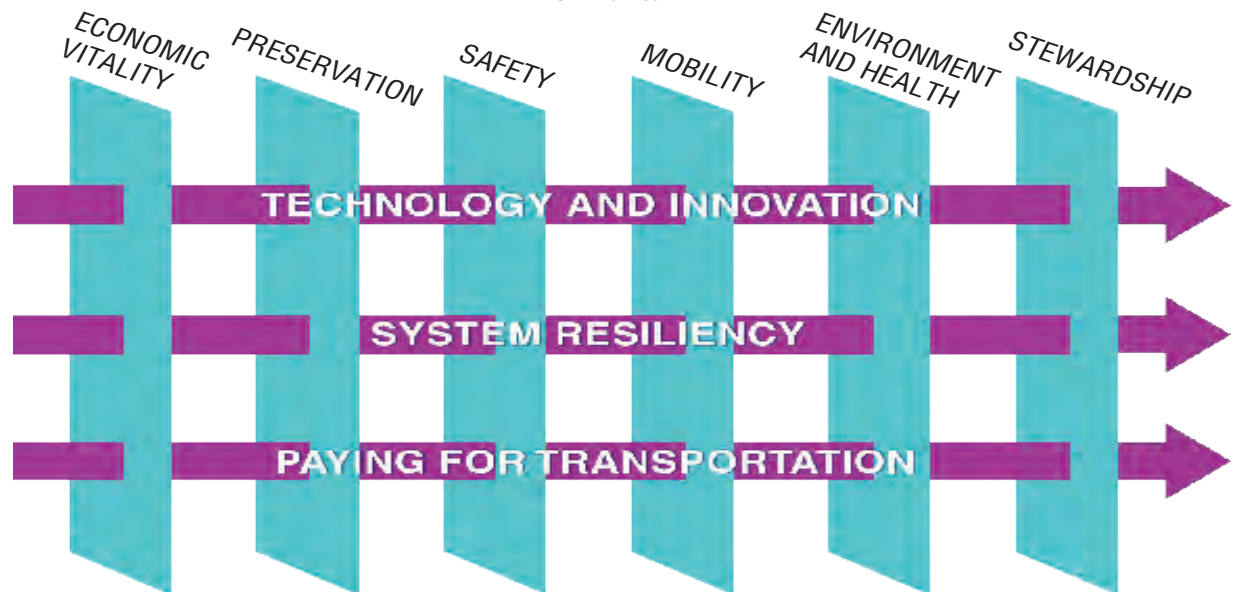 ECONOMIC
VITALITY
PRESERVATION
SAFETY
MOBILITY
ENVIRONMENT
AND HEALTH
STEWARDSHIP
TECHNOLOGY AND INNOVATION
SYSTEM RESILIENCY
PAYING FOR TRANSPORTATION